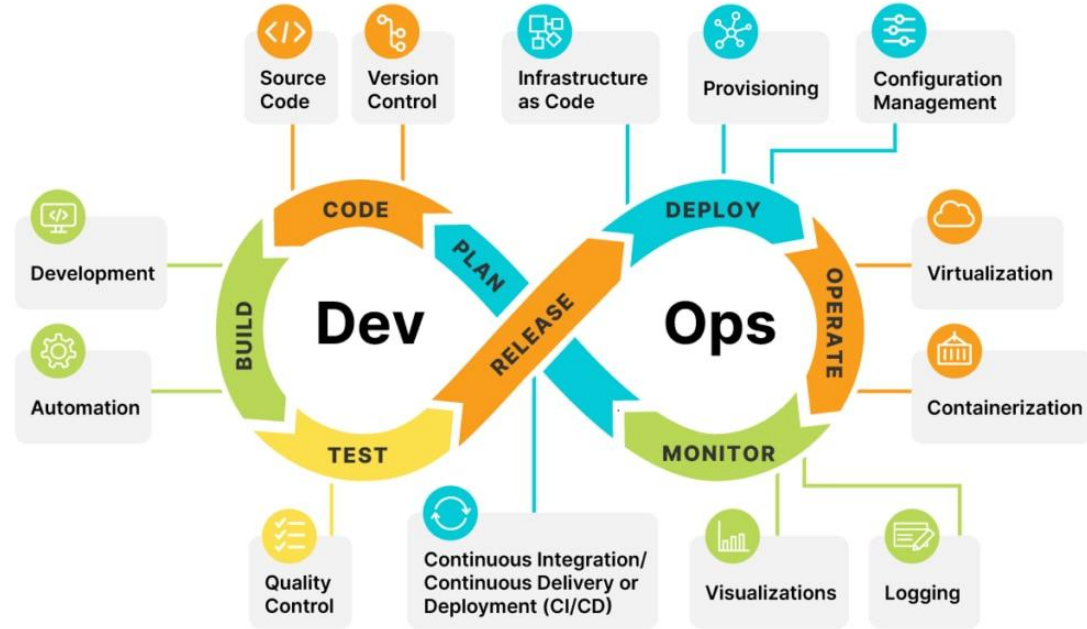 Source
Code
Version
Control
Infrastructure
as Code
Provisioning
Configuration
Management
CODE
DEPLOY
PLAN
Development
Virtualization
BUILD
Dev
RELEASE
Ops
OPERATE
Automation
Containerization
TEST
MONITOR
Quality
Control
Continuous Integration/
Continuous Delivery or
Deployment (CI/CD)
Visualizations
Logging